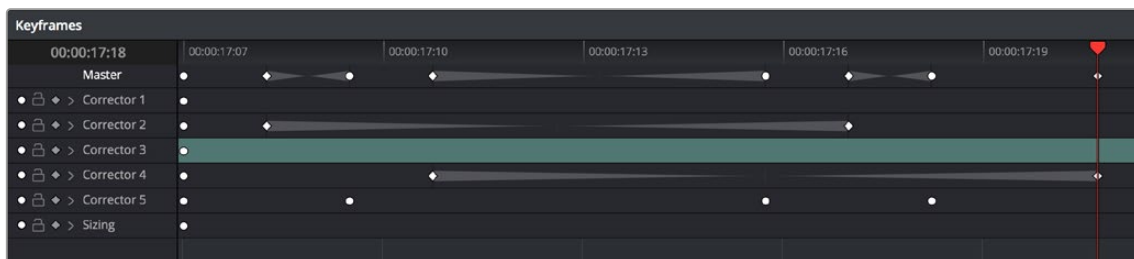 Keyframes
00:00:17:18 00:00:17:07 00:00:17:10 00:00:17:13 00:00:17:16 00:00:17:19
Master
Corrector 1
Corrector 2
Corrector 3
Corrector 4
Corrector 5
Sizing